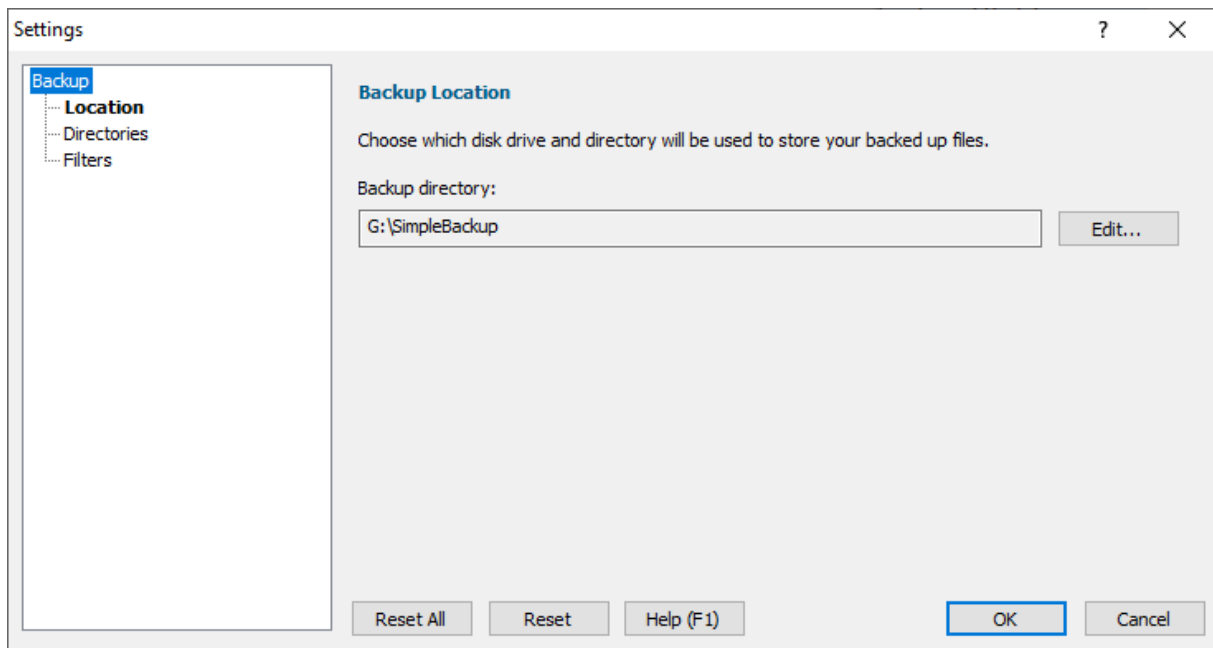 Settings
?
Backup
Location
Directories
Filters
Backup Location
Choose which disk drive and directory will be used to store your backed up files.
Backup directory:
G:\SimpleBackup
Edit...
Reset All
Reset
Help (F1)
OK
Cancel